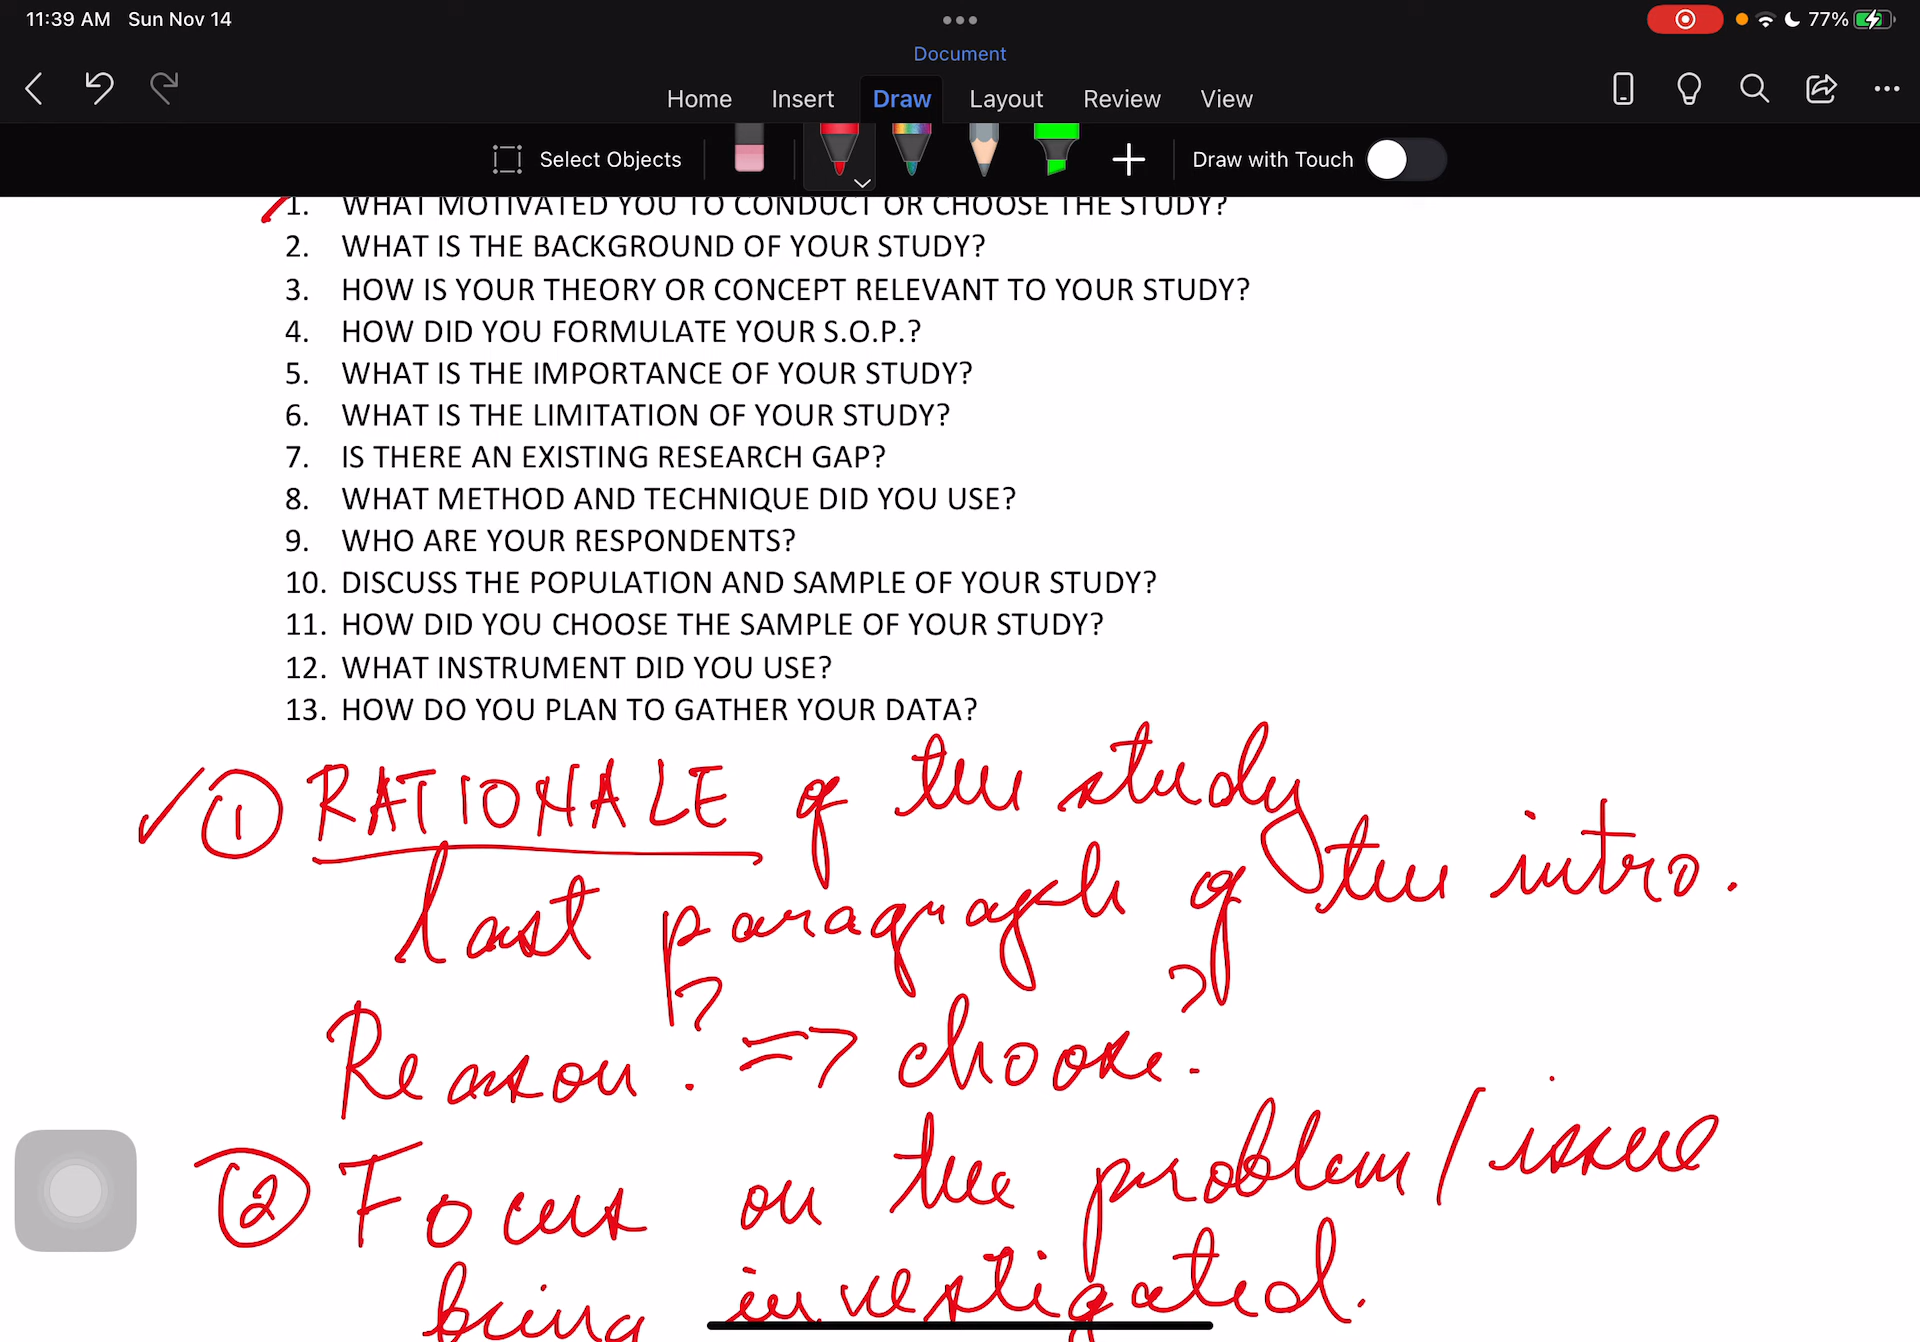 11:39 AM Sun Nov 14
77%
Document
Home Insert Draw Layout Review View
Select Objects
Draw with Touch
1. WHAT MOTIVATED YOU TO CONDUCT OR CHOOSE THE STUDY?
2. WHAT IS THE BACKGROUND OF YOUR STUDY?
3. HOW IS YOUR THEORY OR CONCEPT RELEVANT TO YOUR STUDY?
4. HOW DID YOU FORMULATE YOUR S.O.P.?
5. WHAT IS THE IMPORTANCE OF YOUR STUDY?
6. WHAT IS THE LIMITATION OF YOUR STUDY?
7. IS THERE AN EXISTING RESEARCH GAP?
8. WHAT METHOD AND TECHNIQUE DID YOU USE?
9. WHO ARE YOUR RESPONDENTS?
10. DISCUSS THE POPULATION AND SAMPLE OF YOUR STUDY?
11. HOW DID YOU CHOOSE THE SAMPLE OF YOUR STUDY?
12. WHAT INSTRUMENT DID YOU USE?
13. HOW DO YOU PLAN TO GATHER YOUR DATA?
✓ ① RATIONALE of the study
last paragraph of the intro.
Reason? => choose?
② Focus on the problem / issue
being investigated.